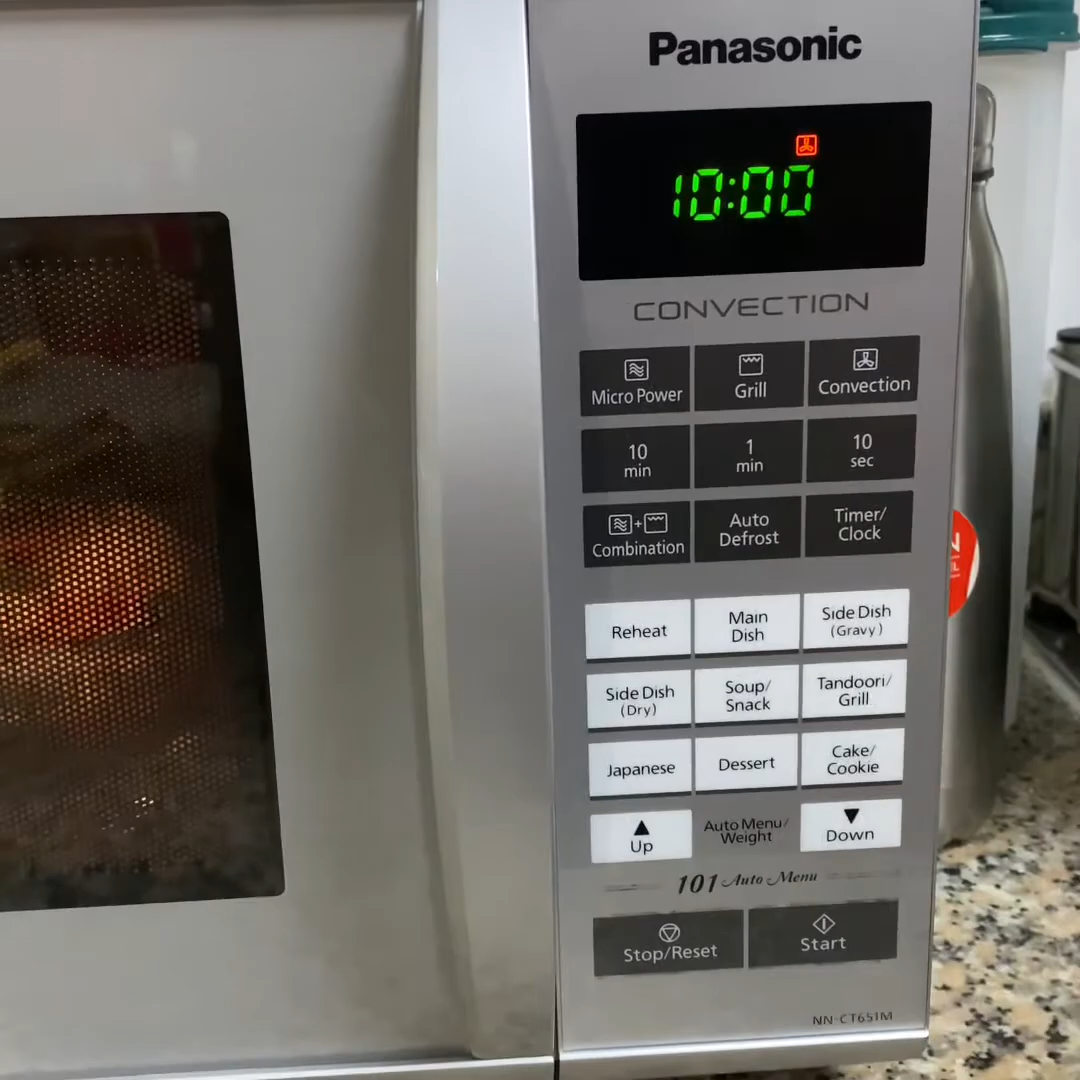 Panasonic
10:00
CONVECTION
Micro Power
Grill
Convection
10
min
1
min
10
sec
+
Combination
Auto
Defrost
Timer/
Clock
Reheat
Main
Dish
Side Dish
(Gravy)
Side Dish
(Dry)
Soup/
Snack
Tandoori/
Grill
Japanese
Dessert
Cake/
Cookie
Up
Auto Menu/
Weight
Down
101 Auto Menu
Stop/Reset
Start
NN-CT651M